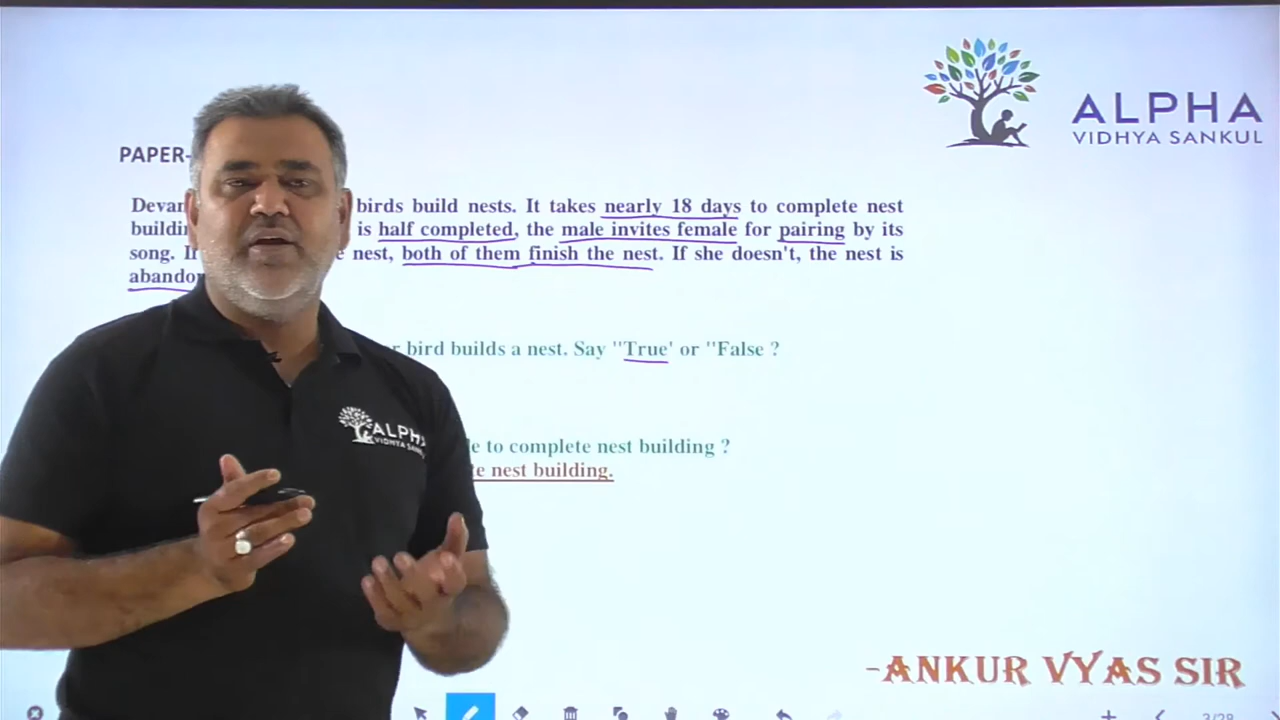 ALPHA
VIDHYA SANKUL
PAPER-
birds build nests. It takes nearly 18 days to complete nest
is half completed, the male invites female for pairing by its
song. nest, both of them finish the nest. If she doesn't, the nest is
bird builds a nest. Say "True' or "False ?
to complete nest building ?
nest building.
ALPHA
VIDHYA SANKUL
-ANKUR VYAS SIR